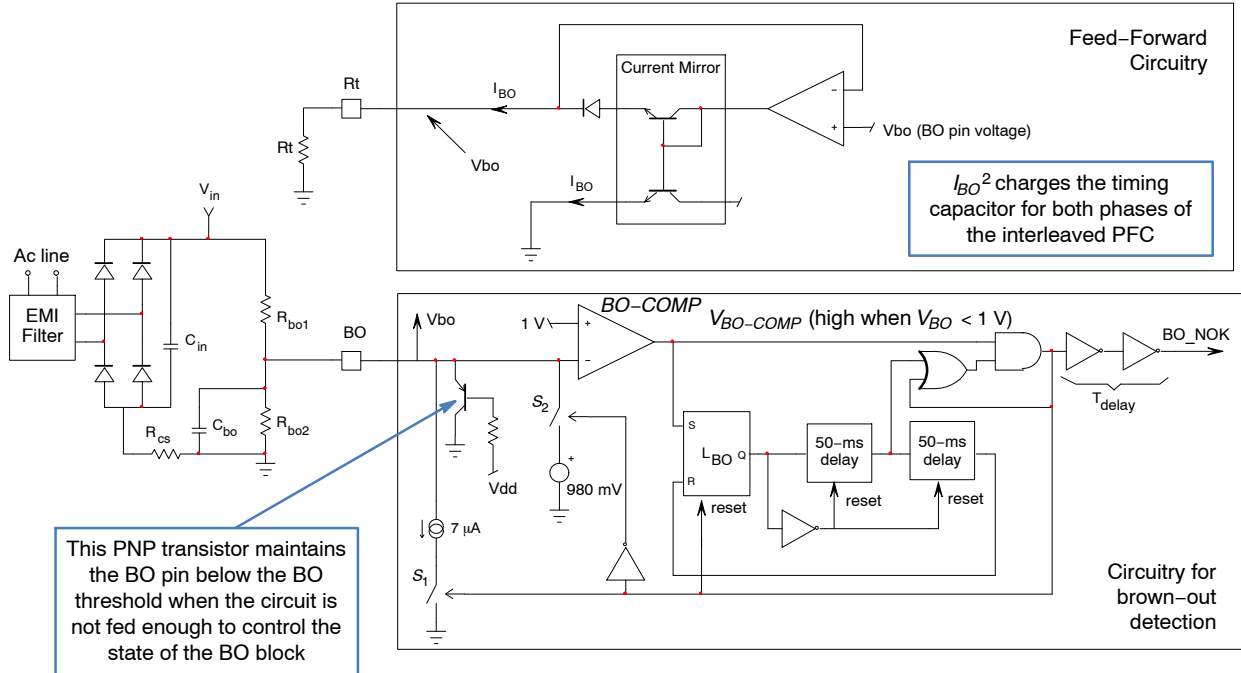 Feed−Forward
Circuitry
Current Mirror
Rt
I_BO
−
+
Vbo (BO pin voltage)
Rt
Vbo
I_BO
I_BO² charges the timing
capacitor for both phases of
the interleaved PFC
V_in
Ac line
EMI
Filter
C_in
R_bo1
R_cs
C_bo
R_bo2
BO
Vbo
1 V
+
−
BO−COMP
V_BO−COMP (high when V_BO < 1 V)
BO_NOK
T_delay
S_2
+
980 mV
Vdd
S
L_BO
Q
R
reset
50−ms
delay
reset
50−ms
delay
reset
7 μA
S_1
This PNP transistor maintains
the BO pin below the BO
threshold when the circuit is
not fed enough to control the
state of the BO block
Circuitry for
brown−out
detection